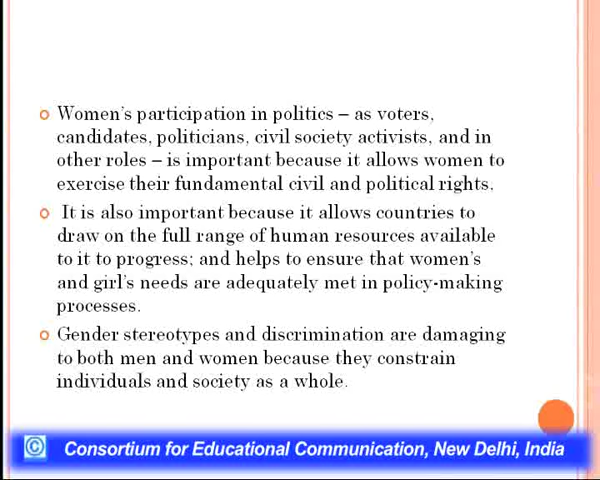 Women's participation in politics – as voters,
candidates, politicians, civil society activists, and in
other roles – is important because it allows women to
exercise their fundamental civil and political rights.
It is also important because it allows countries to
draw on the full range of human resources available
to it to progress; and helps to ensure that women's
and girl's needs are adequately met in policy-making
processes.
Gender stereotypes and discrimination are damaging
to both men and women because they constrain
individuals and society as a whole.
© Consortium for Educational Communication, New Delhi, India